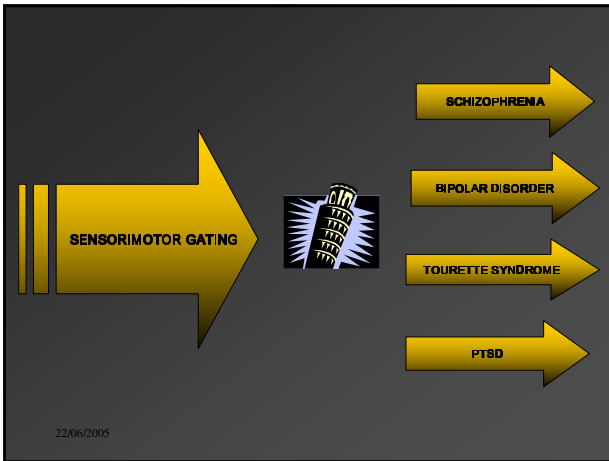 SCHIZOPHRENIA
BIPOLAR DISORDER
SENSORIMOTOR GATING
TOURETTE SYNDROME
PTSD
22/06/2005